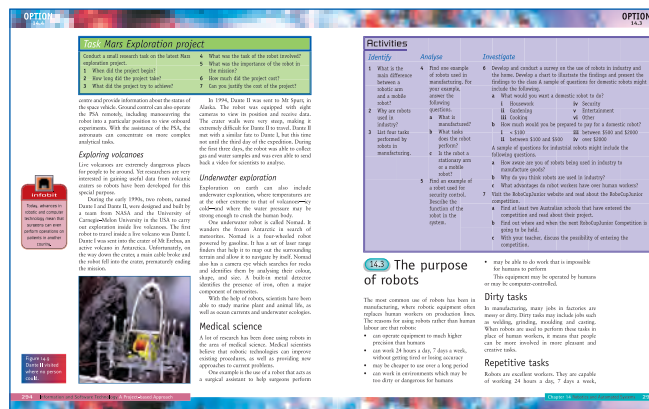 OPTION
14.3
Task Mars Exploration project
Conduct a small research task on the latest Mars
exploration project.
1 When did the project begin?
2 How long did the project take?
3 What did the project try to achieve?
4 What was the task of the robot involved?
5 What was the importance of the robot in
the mission?
6 How much did the project cost?
7 Can you justify the cost of the project?
centre and provide information about the status of
the space vehicle. Ground control can also operate
the PSA remotely, including manoeuvring the
robot into a particular position to view onboard
experiments. With the assistance of the PSA, the
astronauts can concentrate on more complex
analytical tasks.
Exploring volcanoes
Live volcanoes are extremely dangerous places
for people to be around. Yet researchers are very
interested in gaining useful data from volcanic
craters so robots have been developed for this
special purpose.
During the early 1990s, two robots, named
Dante I and Dante II, were designed and built by
a team from NASA and the University of
Carnegie–Mellon University in the USA to carry
out exploration inside live volcanoes. The first
robot to travel inside a live volcano was Dante I.
Dante I was sent into the crater of Mt Erebus, an
active volcano in Antarctica. Unfortunately, on
the way down the crater, a main cable broke and
the robot fell into the crater, prematurely ending
the mission.
infobit
Today, advances in
robotic and computer
technology mean that
surgeons can even
perform operations on
patients in another
country.
Figure 14.9
Dante II visited
where no person
could.
In 1994, Dante II was sent to Mt Spurr, in
Alaska. The robot was equipped with eight
cameras to view its position and receive data.
The crater walls were very steep, making it
extremely difficult for Dante II to travel. Dante II
met with a similar fate to Dante I, but this time
not until the third day of the expedition. During
the first three days, the robot was able to collect
gas and water samples and was even able to send
back a video for scientists to analyse.
Underwater exploration
Exploration on earth can also include
underwater exploration, where temperatures are
at the other extreme to that of volcanoes—icy
cold—and where the water pressure may be
strong enough to crush the human body.
One underwater robot is called Nomad. It
wanders the frozen Antarctic in search of
meteorites. Nomad is a four-wheeled robot
powered by gasoline. It has a set of laser range
finders that help it to map out the surrounding
terrain and allow it to navigate by itself. Nomad
also has a camera eye which searches for rocks
and identifies them by analysing their colour,
shape, and size. A built-in metal detector
identifies the presence of iron, often a major
component of meteorites.
With the help of robots, scientists have been
able to study marine plant and animal life, as
well as ocean currents and underwater ecologies.
Medical science
A lot of research has been done using robots in
the area of medical science. Medical scientists
believe that robotic technologies can improve
existing procedures, as well as providing new
approaches to current problems.
One example is the use of a robot that acts as
a surgical assistant to help surgeons perform
294 Information and Software Technology A Project-based Approach
OPTION
14.3
Activities
Identify
1 What is the
main difference
between a
robotic arm
and a mobile
robot?
2 Why are robots
used in
industry?
3 List four tasks
performed by
robots in
manufacturing.
Analyse
4 Find one example
of robots used in
manufacturing. For
your example,
answer the
following
questions.
a What is
manufactured?
b What tasks
does the robot
perform?
c Is the robot a
stationary arm
or a mobile
robot?
5 Find an example of
a robot used for
security control.
Describe the
function of the
robot in the
system.
Investigate
6 Develop and conduct a survey on the use of robots in industry and
the home. Develop a chart to illustrate the findings and present the
findings to the class. A sample of questions for domestic robots might
include the following.
a What would you want a domestic robot to do?
i Housework iv Security
ii Gardening v Entertainment
iii Cooking vi Other
b How much would you be prepared to pay for a domestic robot?
i < $100 iii between $500 and $2000
ii between $100 and $500 iv over $2000
A sample of questions for industrial robots might include the
following questions.
a How aware are you of robots being used in industry to
manufacture goods?
b Why do you think robots are used in industry?
c What advantages do robot workers have over human workers?
7 Visit the RoboCupJunior website and read about the RoboCup
competition.
a Find at least two Australian schools that have entered the
competition and read about their project.
b Find out where and when the next RoboCupJunior Competition is
going to be held.
c With your teacher, discuss the possibility of entering the
competition.
14.3 The purpose
of robots
The most common use of robots has been in
manufacturing, where robotic equipment often
replaces human workers on production lines.
The reasons for using robots rather than human
labour are that robots:
• can operate equipment to much higher
precision than humans
• can work 24 hours a day, 7 days a week,
without getting tired or losing accuracy
• may be cheaper to use over a long period
• can work in environments which may be
too dirty or dangerous for humans
• may be able to do work that is impossible
for humans to perform
This equipment may be operated by humans
or may be computer-controlled.
Dirty tasks
In manufacturing, many jobs in factories are
messy or dirty. Dirty tasks may include jobs such
as welding, grinding, moulding and casting.
When robots are used to perform these tasks in
place of human workers, it means that people
can be more involved in more pleasant and
creative tasks.
Repetitive tasks
Robots are excellent workers. They are capable
of working 24 hours a day, 7 days a week,